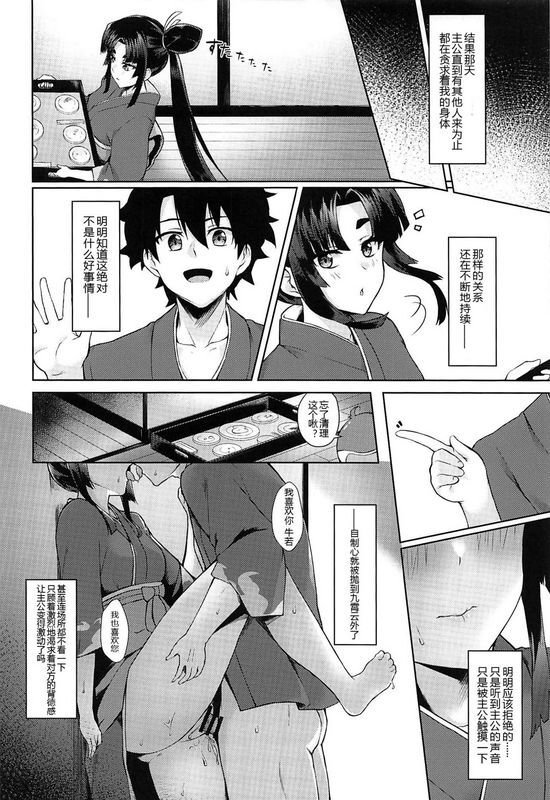 结果那天
主公直到有其他人来为止
都在贪求着我的身体
すたたたっ
那样的关系
还在不断地持续——
明明知道这绝对
不是什么好事情
明明应该拒绝的……
只是听到主公的声音
只是被主公触摸一下
——自制心就被抛到九霄云外了
忘了清理
这个啾？
我喜欢你 牛若
我也喜欢您
甚至连场所都不看一下
只顾着激烈地渴求着对方的背德感
让主公变得激动了吗